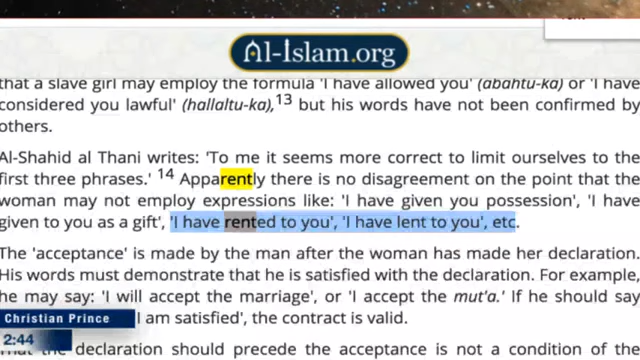 Al-Islam.org
that a slave girl may employ the formula 'I have allowed you' (abahtu-ka) or 'I have
considered you lawful' (hallaltu-ka),13 but his words have not been confirmed by
others.
Al-Shahid al Thani writes: 'To me it seems more correct to limit ourselves to the
first three phrases.' 14 Apparently there is no disagreement on the point that the
woman may not employ expressions like: 'I have given you possession', 'I have
given to you as a gift', 'I have rented to you', 'I have lent to you', etc.
The 'acceptance' is made by the man after the woman has made her declaration.
His words must demonstrate that he is satisfied with the declaration. For example,
he may say: 'I will accept the marriage', or 'I accept the mut'a.' If he should say
Christian Prince
I am satisfied', the contract is valid.
2:44
the declaration should precede the acceptance is not a condition of the